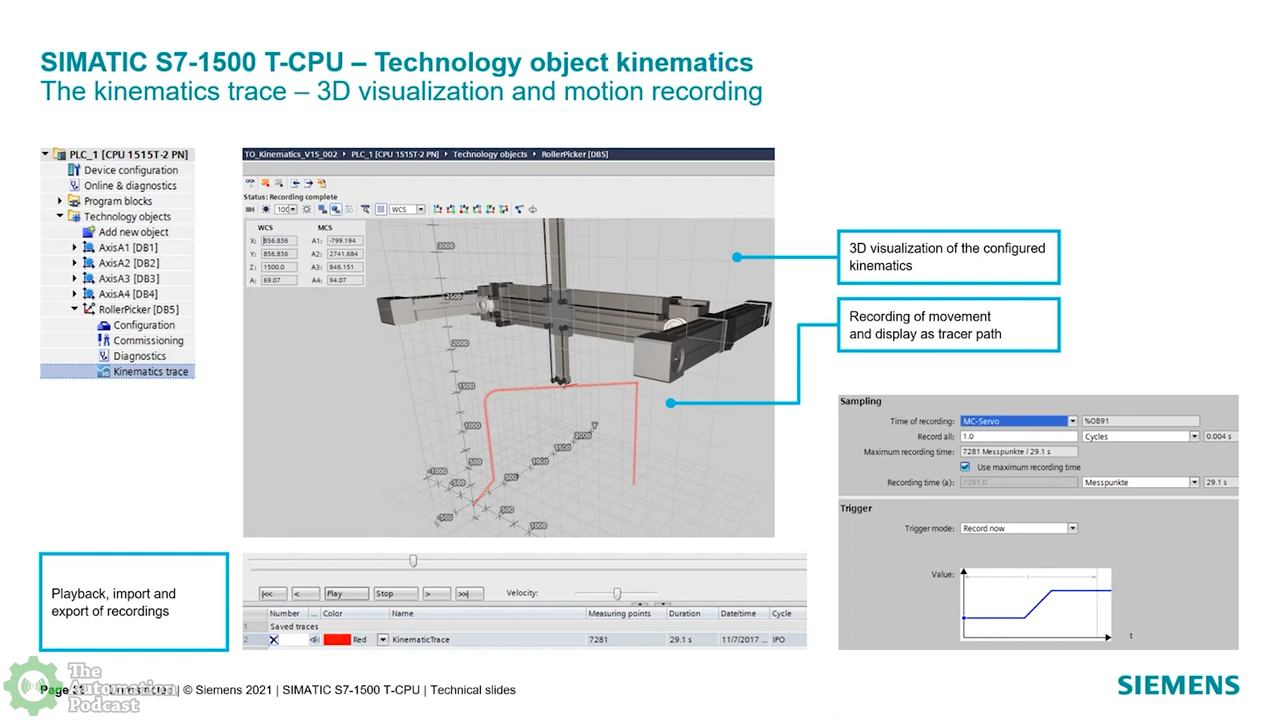 SIMATIC S7-1500 T-CPU – Technology object kinematics
The kinematics trace – 3D visualization and motion recording
PLC_1 [CPU 1515T-2 PN]
Device configuration
Online & diagnostics
Program blocks
Technology objects
Add new object
AxisA1 [DB1]
AxisA2 [DB2]
AxisA3 [DB3]
AxisA4 [DB4]
RollerPicker [DB5]
Configuration
Commissioning
Diagnostics
Kinematics trace
TO_Kinematics_V15_002 PLC_1 [CPU 1515T-2 PN] Technology objects RollerPicker [DB5]
Status: Recording complete
WCS
WCS MCS
X: 856.836 A1: -799.194
Y: 856.836 A2: 2741.684
Z: 1500.0 A3: 846.151
A: 69.07 A4: 94.07
2500
2000
1500
1000
500
3D visualization of the configured
kinematics
Recording of movement
and display as tracer path
Sampling
Time of recording: MC-Servo %OB91
Record all: 1.0 Cycles 0.004 s
Maximum recording time: 7281 Messpunkte / 29.1 s
Use maximum recording time
Recording time (a): 7281.0 Messpunkte 29.1 s
Trigger
Trigger mode: Record now
Value:
t
Playback, import and
export of recordings
|<< < Play Stop > >>| Velocity:
Number ... Color Name Measuring points Duration Date/time Cycle
1 Saved traces
2 Red KinematicTrace 7281 29.1 s 11/7/2017 ... IPO
The
Automation
Podcast
Page | © Siemens 2021 | SIMATIC S7-1500 T-CPU | Technical slides
SIEMENS